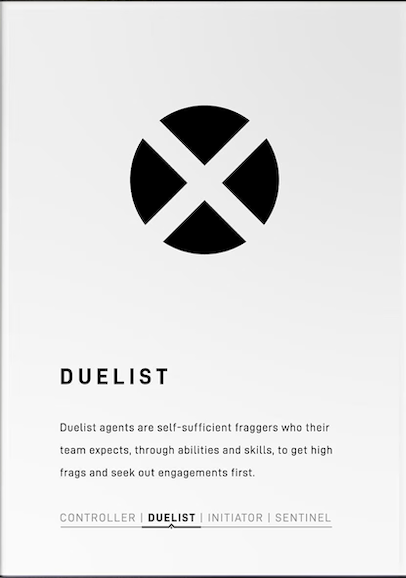 DUELIST
Duelist agents are self-sufficient fraggers who their
team expects, through abilities and skills, to get high
frags and seek out engagements first.
CONTROLLER | DUELIST | INITIATOR | SENTINEL